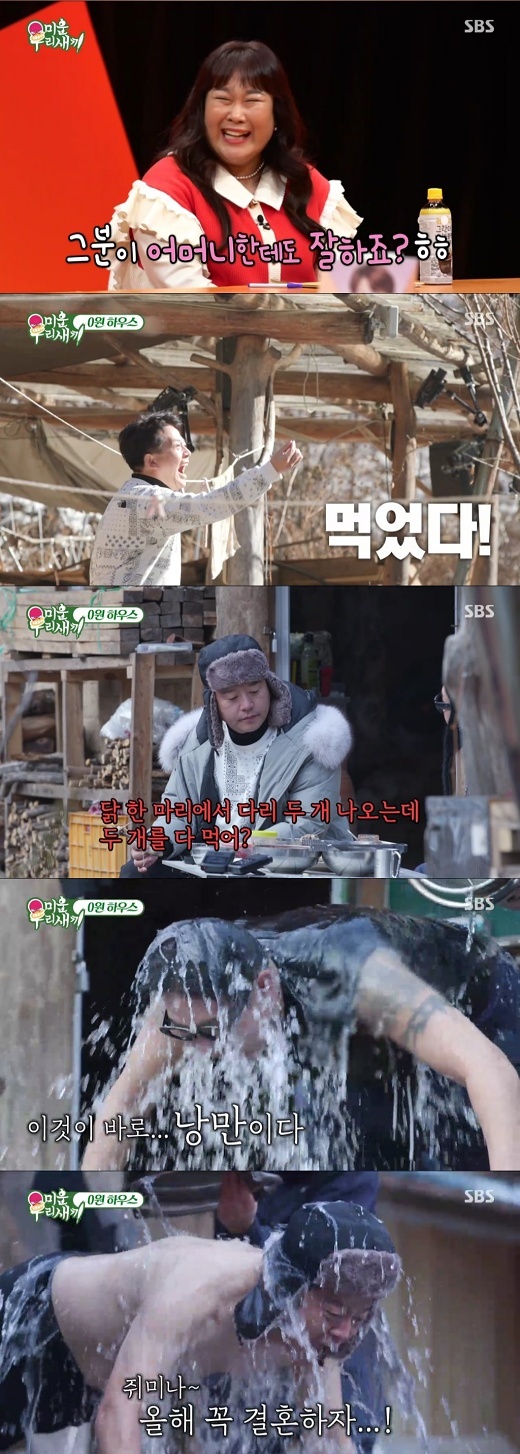 미운
우리새끼
SBS
그분이 어머니한테도 잘하죠? ㅎㅎ
미운
우리새끼
0원 하우스
SBS
먹었다!
미운
우리새끼
0원 하우스
SBS
닭 한 마리에서 다리 두 개 나오는데
두 개를 다 먹어?
미운
우리새끼
0원 하우스
SBS
이것이 바로... 낭만이다
미운
우리새끼
0원 하우스
SBS
쥐미나~
올해 꼭 결혼하자...!